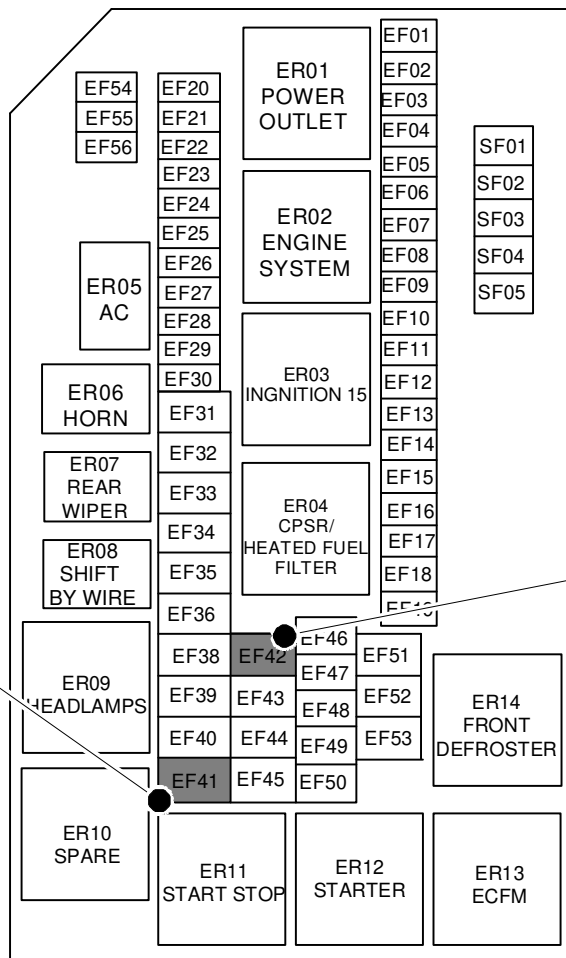 EF54
EF55
EF56
EF20
EF21
EF22
EF23
EF24
EF25
EF26
EF27
EF28
EF29
EF30
EF31
EF32
EF33
EF34
EF35
EF36
EF38
EF39
EF40
EF41
ER01
POWER
OUTLET
ER02
ENGINE
SYSTEM
ER03
INGNITION 15
ER04
CPSR/
HEATED FUEL
FILTER
EF01
EF02
EF03
EF04
EF05
EF06
EF07
EF08
EF09
EF10
EF11
EF12
EF13
EF14
EF15
EF16
EF17
EF18
EF19
SF01
SF02
SF03
SF04
SF05
ER05
AC
ER06
HORN
ER07
REAR
WIPER
ER08
SHIFT
BY WIRE
ER09
HEADLAMPS
ER10
SPARE
EF42
EF43
EF44
EF45
EF46
EF47
EF48
EF49
EF50
EF51
EF52
EF53
ER14
FRONT
DEFROSTER
ER11
START STOP
ER12
STARTER
ER13
ECFM